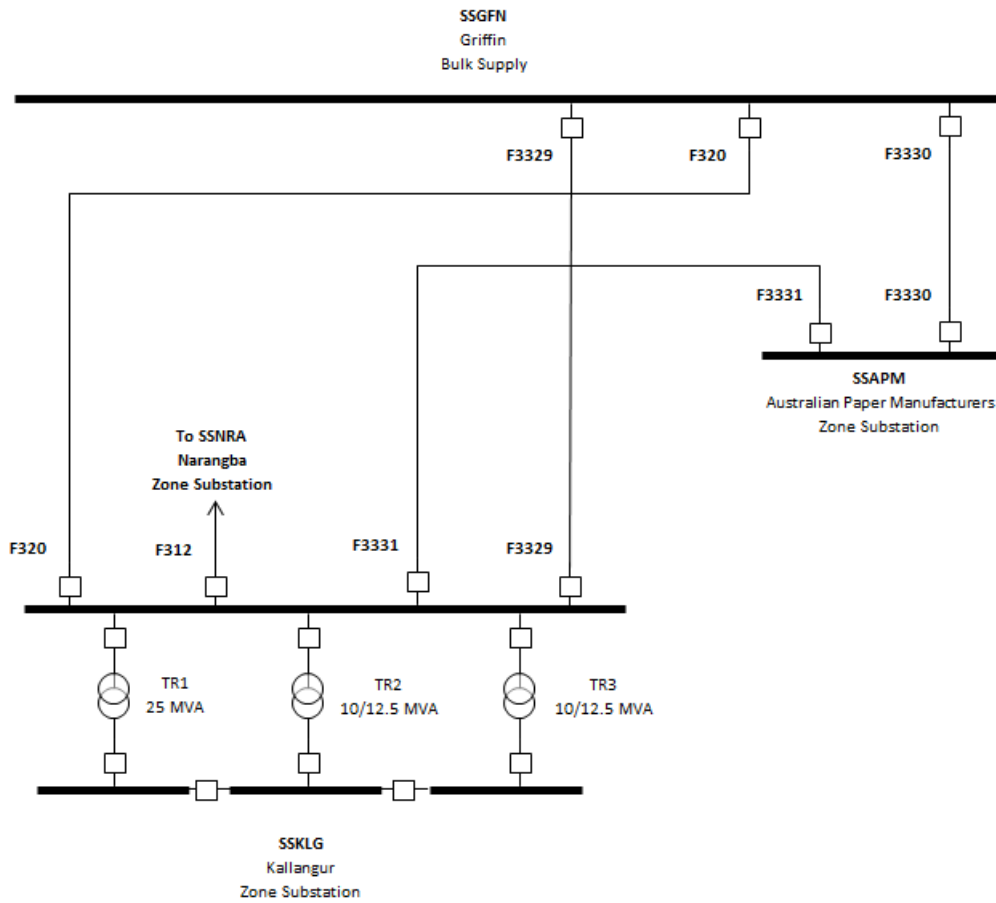 SSGFN
Griffin
Bulk Supply
F3329
F320
F3330
F3331
F3330
SSAPM
Australian Paper Manufacturers
Zone Substation
To SSNRA
Narangba
Zone Substation
F320
F312
F3331
F3329
TR1
25 MVA
TR2
10/12.5 MVA
TR3
10/12.5 MVA
SSKLG
Kallangur
Zone Substation